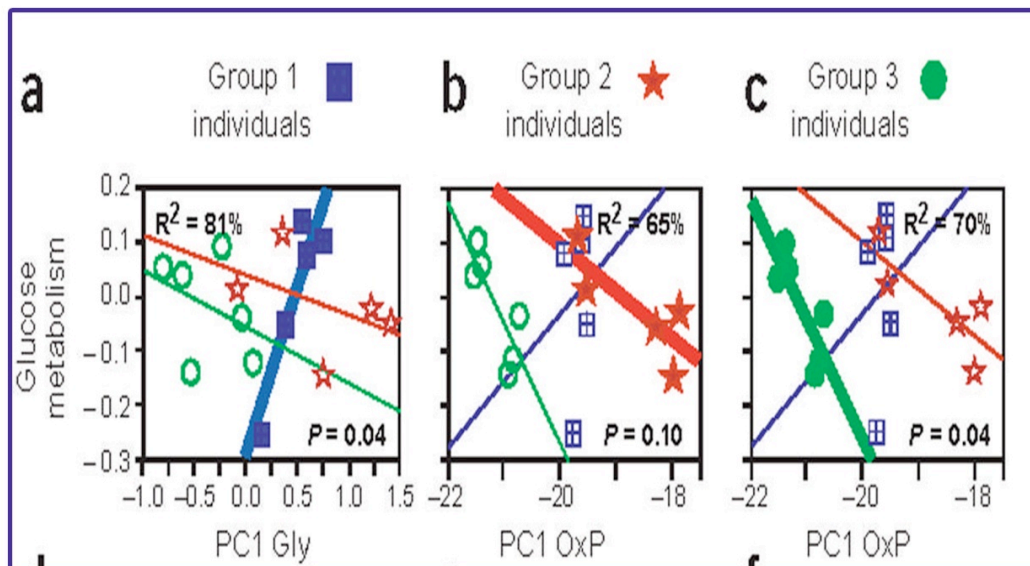 a Group 1 individuals
b Group 2 individuals
c Group 3 individuals
Glucose metabolism
0.2
0.1
0.0
−0.1
−0.2
−0.3
R² = 81%
P = 0.04
−1.0 −0.5 0.0 0.5 1.0 1.5
PC1 Gly
R² = 65%
P = 0.10
−22 −20 −18
PC1 OxP
R² = 70%
P = 0.04
−22 −20 −18
PC1 OxP